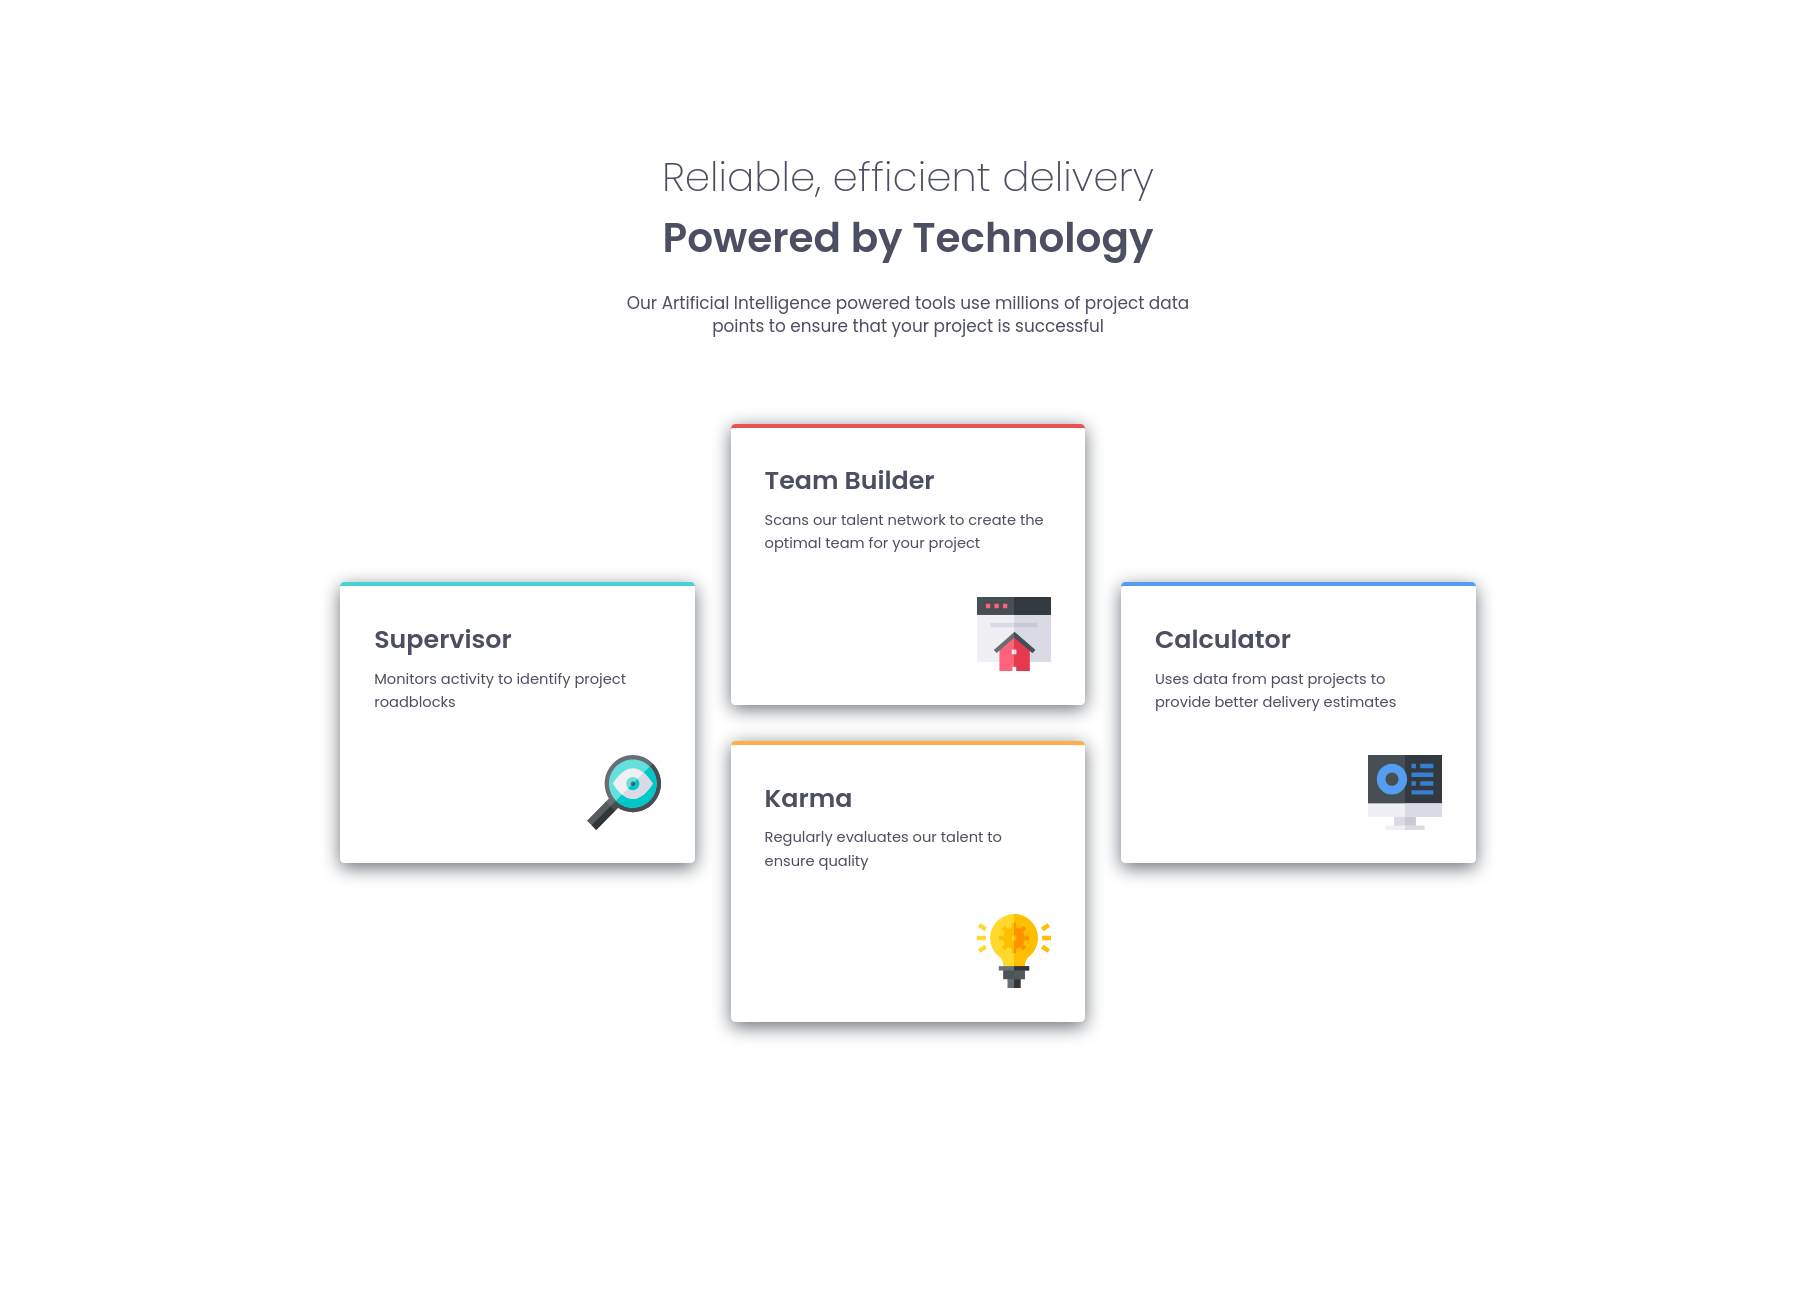 Reliable, efficient delivery
Powered by Technology
Our Artificial Intelligence powered tools use millions of project data
points to ensure that your project is successful
Supervisor
Monitors activity to identify project
roadblocks
Team Builder
Scans our talent network to create the
optimal team for your project
Karma
Regularly evaluates our talent to
ensure quality
Calculator
Uses data from past projects to
provide better delivery estimates